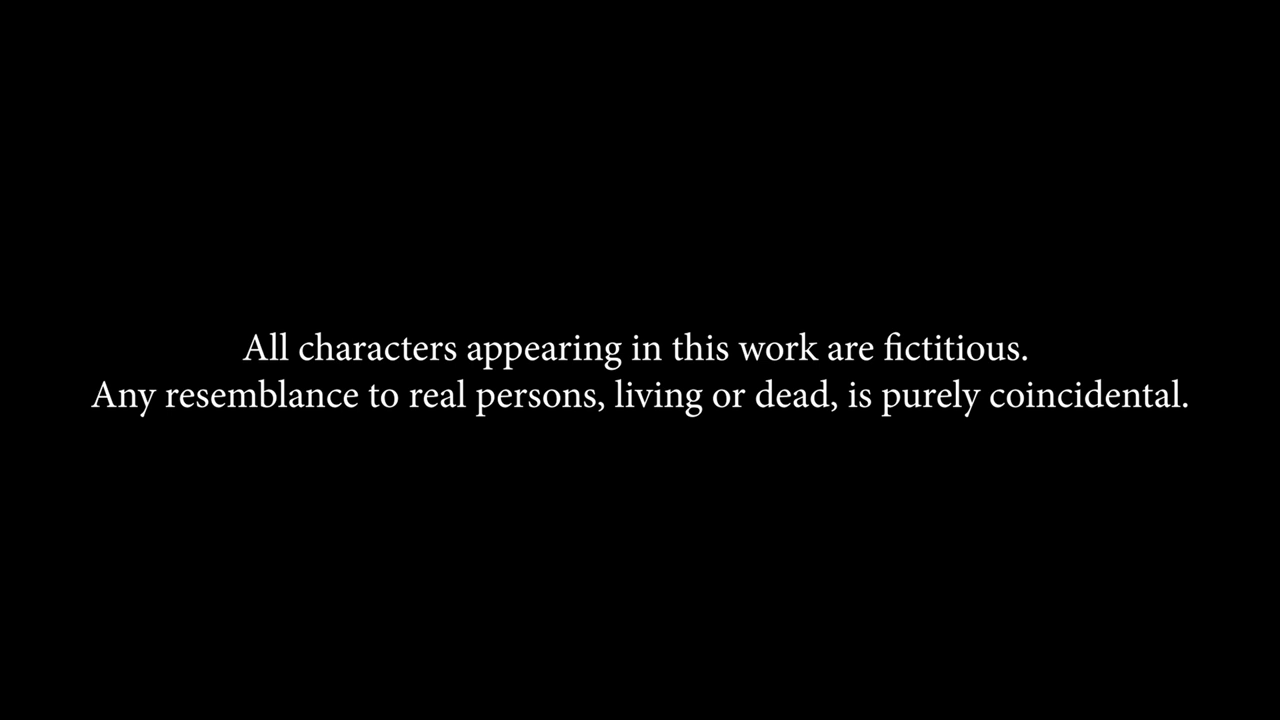 All characters appearing in this work are fictitious.
Any resemblance to real persons, living or dead, is purely coincidental.